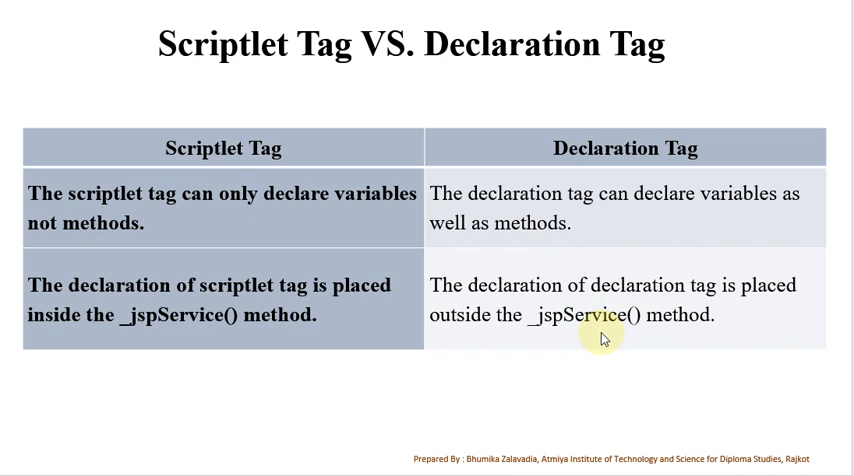 Scriptlet Tag VS. Declaration Tag
Scriptlet Tag
Declaration Tag
The scriptlet tag can only declare variables
not methods.
The declaration tag can declare variables as
well as methods.
The declaration of scriptlet tag is placed
inside the _jspService() method.
The declaration of declaration tag is placed
outside the _jspService() method.
Prepared By : Bhumika Zalavadia, Atmiya Institute of Technology and Science for Diploma Studies, Rajkot